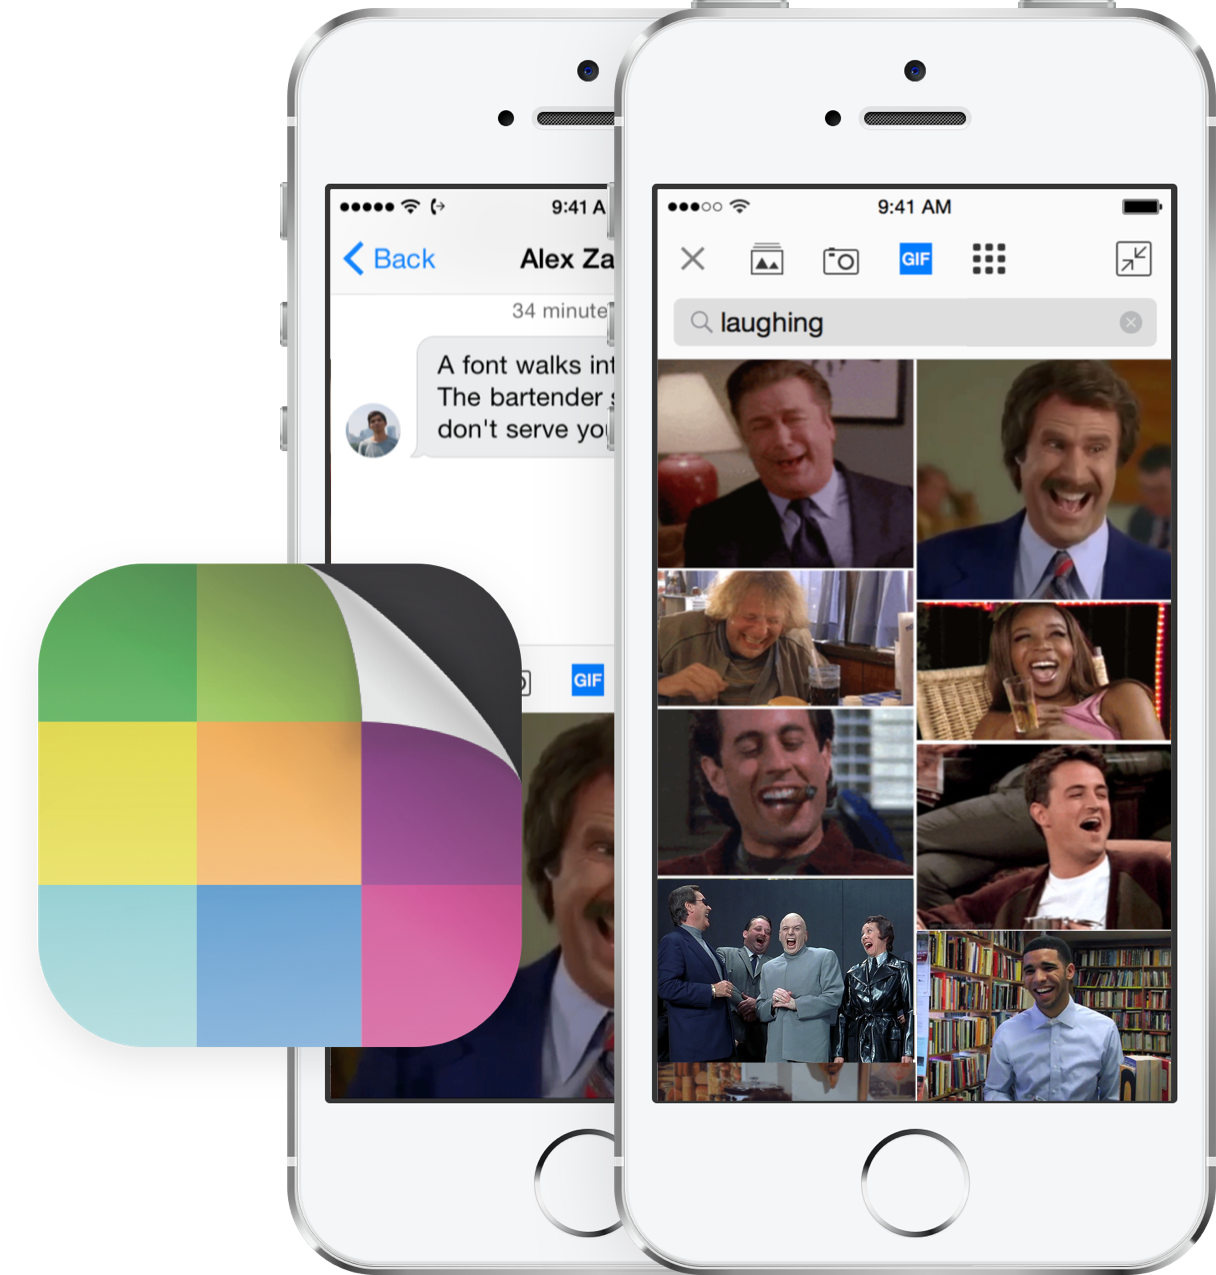 9:41 A
Back
Alex Za
34 minute
A font walks int
The bartender
don't serve you
GIF
9:41 AM
GIF
laughing